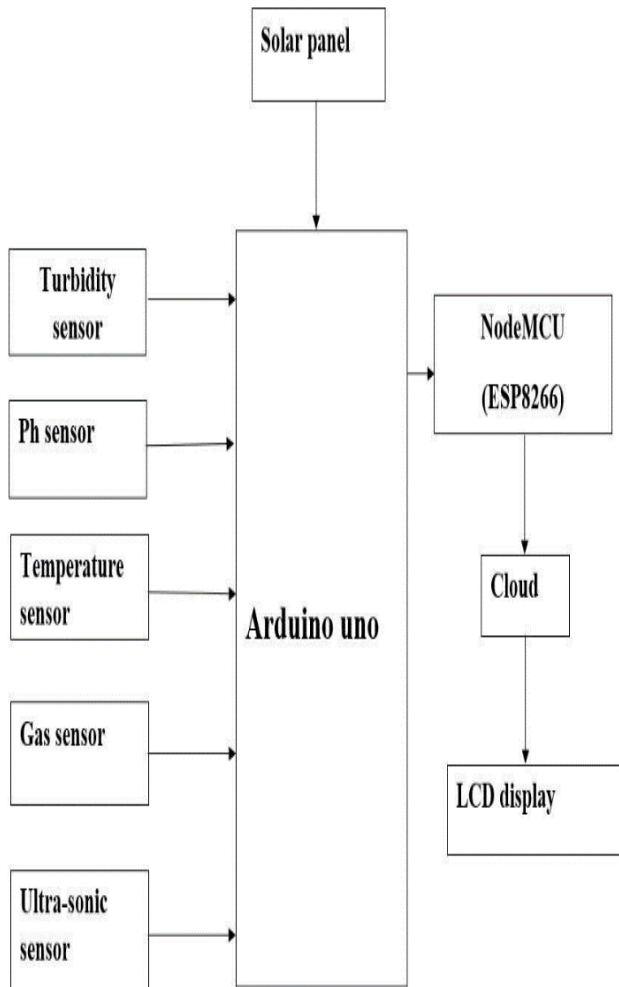 Solar panel
Turbidity
sensor
Ph sensor
Temperature
sensor
Gas sensor
Ultra-sonic
sensor
Arduino uno
NodeMCU
(ESP8266)
Cloud
LCD display